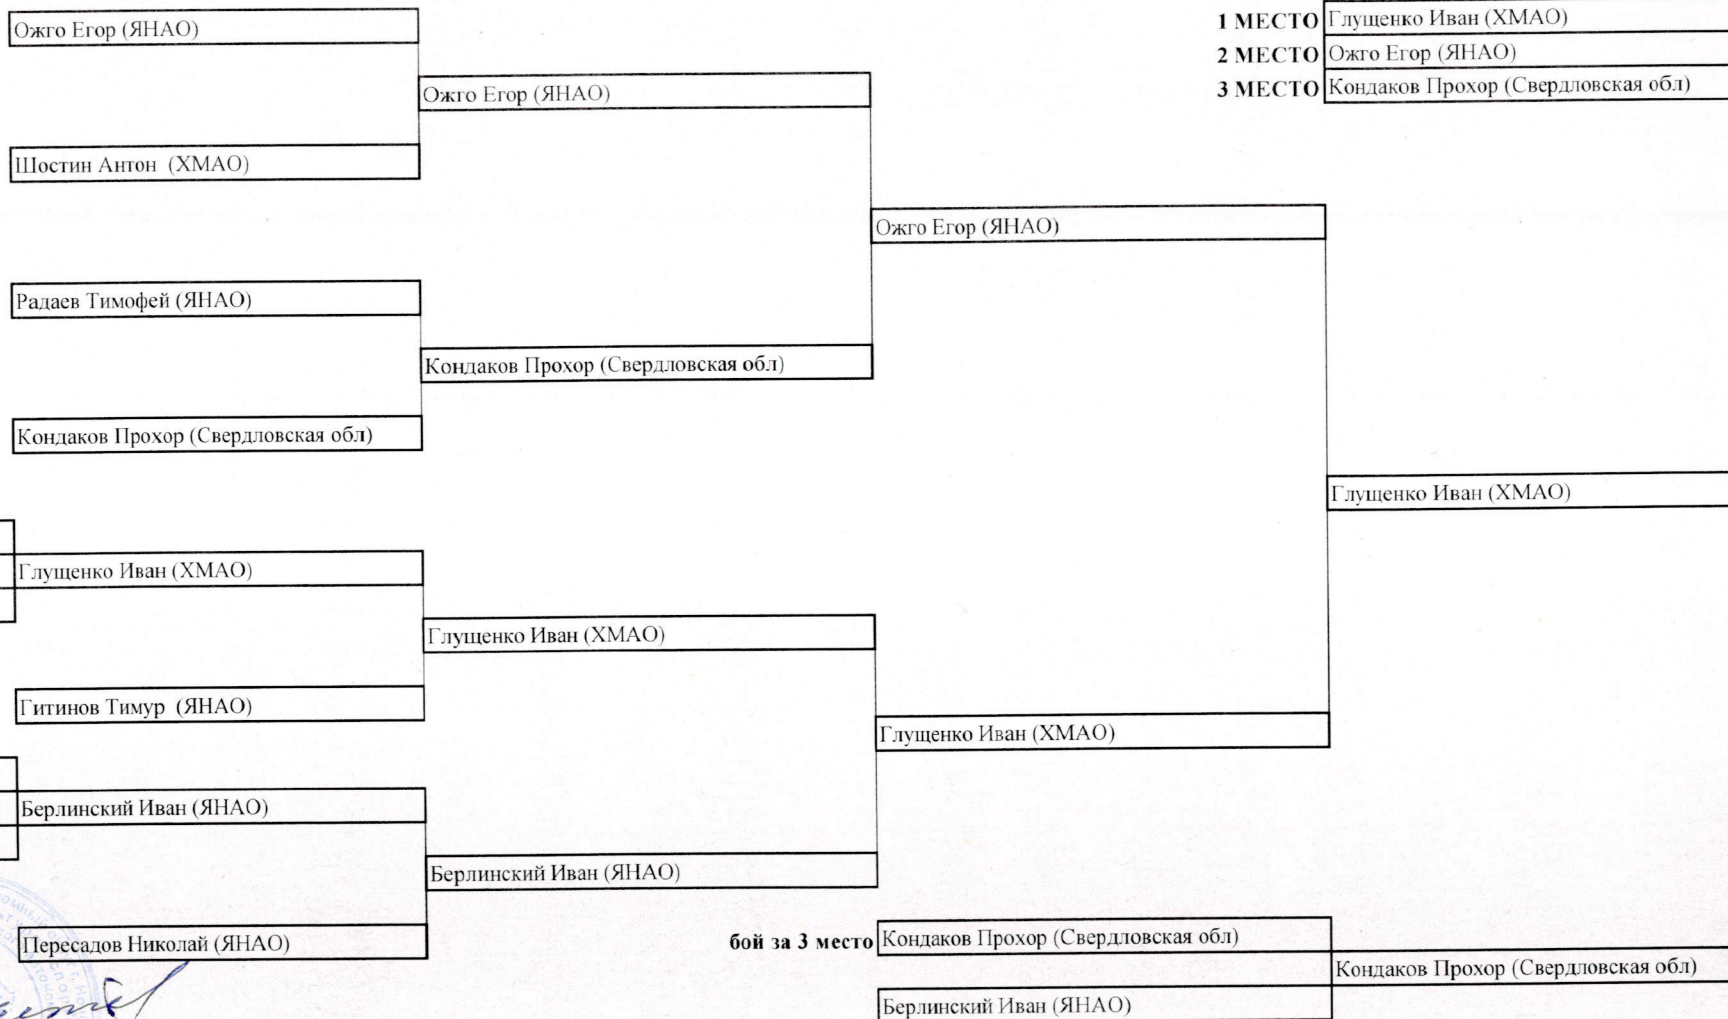 Ожго Егор (ЯНАО)
1 МЕСТО Глущенко Иван (ХМАО)
2 МЕСТО Ожго Егор (ЯНАО)
3 МЕСТО Кондаков Прохор (Свердловская обл)
Ожго Егор (ЯНАО)
Шостин Антон (ХМАО)
Ожго Егор (ЯНАО)
Радаев Тимофей (ЯНАО)
Кондаков Прохор (Свердловская обл)
Кондаков Прохор (Свердловская обл)
Глущенко Иван (ХМАО)
Глущенко Иван (ХМАО)
Глущенко Иван (ХМАО)
Гитинов Тимур (ЯНАО)
Глущенко Иван (ХМАО)
Берлинский Иван (ЯНАО)
Берлинский Иван (ЯНАО)
Пересадов Николай (ЯНАО)
бой за 3 место Кондаков Прохор (Свердловская обл)
Кондаков Прохор (Свердловская обл)
Берлинский Иван (ЯНАО)